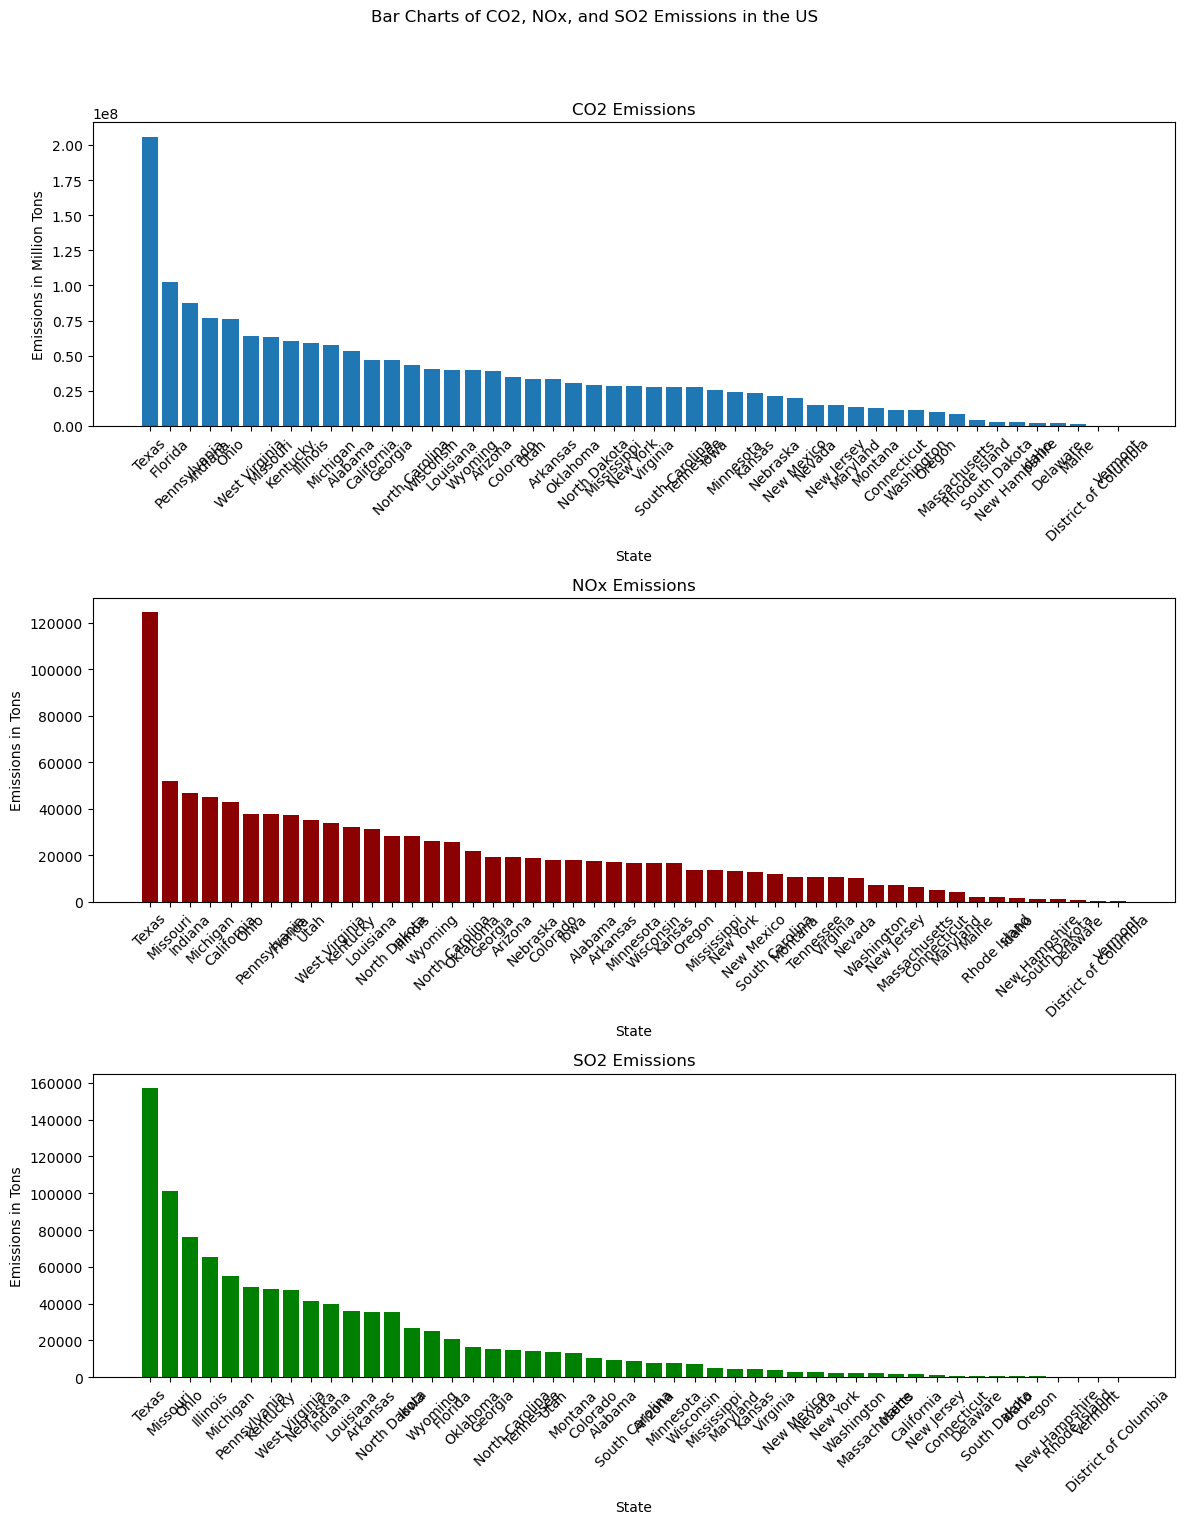 Bar Charts of CO2, NOx, and SO2 Emissions in the US
CO2 Emissions
1e8
2.00
1.75
1.50
1.25
1.00
0.75
0.50
0.25
0.00
Emissions in Million Tons
Texas
Florida
Pennsylvania
Indiana
Ohio
West Virginia
Missouri
Kentucky
Illinois
Michigan
Alabama
California
Georgia
North Carolina
Wisconsin
Louisiana
Wyoming
Arizona
Colorado
Utah
Arkansas
Oklahoma
North Dakota
Mississippi
New York
Virginia
South Carolina
Tennessee
Iowa
Minnesota
Kansas
Nebraska
New Mexico
Nevada
New Jersey
Maryland
Montana
Connecticut
Washington
Oregon
Massachusetts
Rhode Island
South Dakota
New Hampshire
Idaho
Delaware
Maine
District of Columbia
Vermont
State
NOx Emissions
120000
100000
80000
60000
40000
20000
0
Emissions in Tons
Texas
Missouri
Indiana
Michigan
California
Ohio
Pennsylvania
Florida
Utah
West Virginia
Kentucky
Louisiana
North Dakota
Illinois
Wyoming
North Carolina
Oklahoma
Georgia
Arizona
Nebraska
Colorado
Iowa
Alabama
Arkansas
Minnesota
Wisconsin
Kansas
Oregon
Mississippi
New York
New Mexico
South Carolina
Montana
Tennessee
Virginia
Nevada
Washington
New Jersey
Massachusetts
Connecticut
Maryland
Maine
Rhode Island
Idaho
New Hampshire
South Dakota
Delaware
District of Columbia
Vermont
State
SO2 Emissions
160000
140000
120000
100000
80000
60000
40000
20000
0
Emissions in Tons
Texas
Missouri
Ohio
Illinois
Michigan
Pennsylvania
Kentucky
West Virginia
Nebraska
Indiana
Louisiana
Arkansas
North Dakota
Iowa
Wyoming
Florida
Oklahoma
Georgia
North Carolina
Tennessee
Utah
Montana
Colorado
Alabama
South Carolina
Arizona
Minnesota
Wisconsin
Mississippi
Maryland
Kansas
Virginia
New Mexico
Nevada
New York
Washington
Massachusetts
Maine
California
New Jersey
Connecticut
Delaware
South Dakota
Idaho
Oregon
New Hampshire
Rhode Island
Vermont
District of Columbia
State